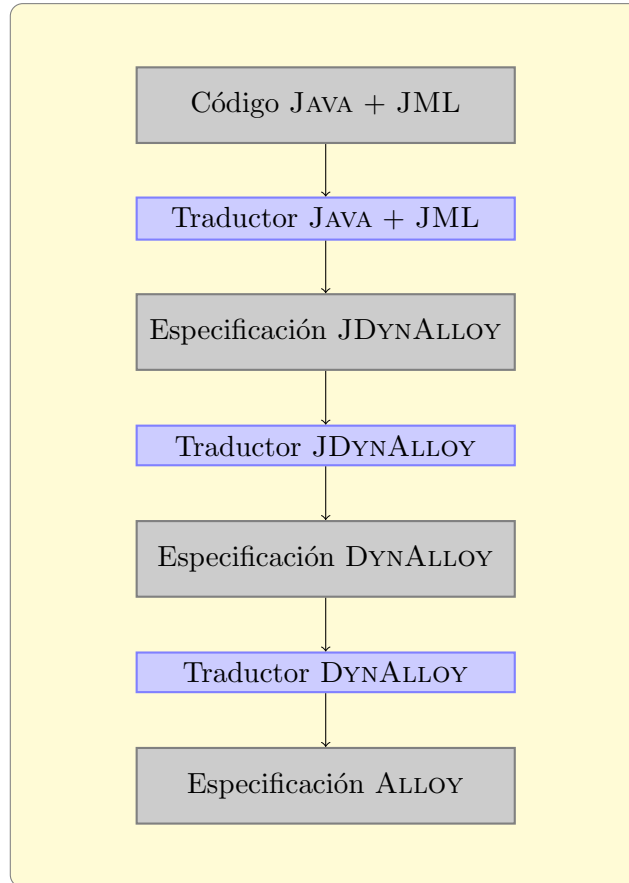 Código JAVA + JML
Traductor JAVA + JML
Especificación JDYNALLOY
Traductor JDYNALLOY
Especificación DYNALLOY
Traductor DYNALLOY
Especificación ALLOY